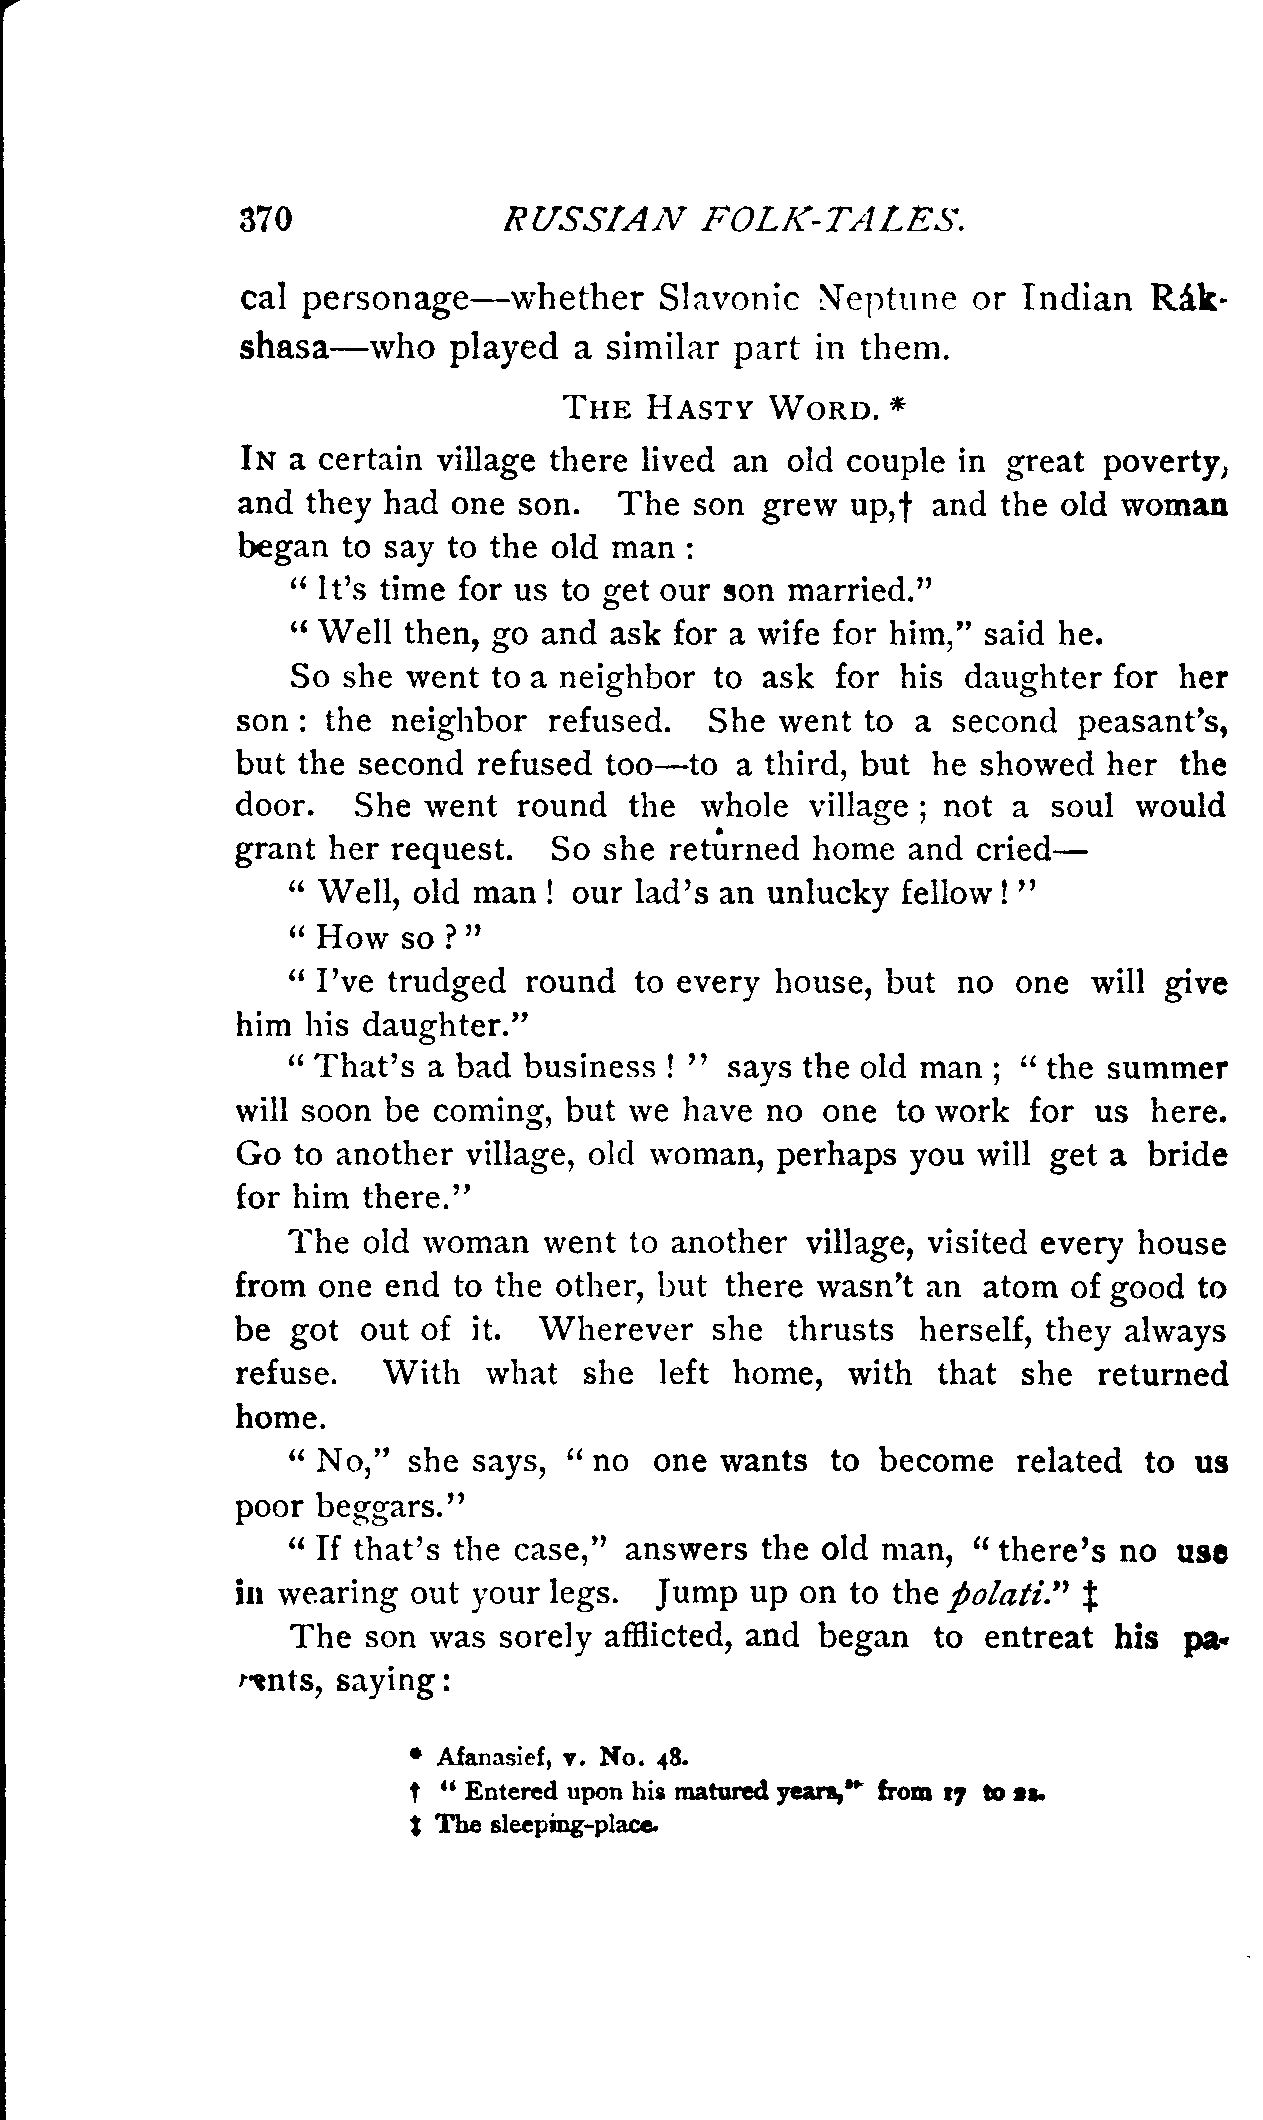 370 RUSSIAN FOLK-TALES.
cal personage—whether Slavonic Neptune or Indian Rák-
shasa—who played a similar part in them.
THE HASTY WORD. *
IN a certain village there lived an old couple in great poverty,
and they had one son. The son grew up,† and the old woman
began to say to the old man :
“ It's time for us to get our son married.”
“ Well then, go and ask for a wife for him,” said he.
So she went to a neighbor to ask for his daughter for her
son : the neighbor refused. She went to a second peasant's,
but the second refused too—to a third, but he showed her the
door. She went round the whole village ; not a soul would
grant her request. So she returned home and cried—
“ Well, old man ! our lad's an unlucky fellow ! ”
“ How so ? ”
“ I've trudged round to every house, but no one will give
him his daughter.”
“ That's a bad business ! ” says the old man ; “ the summer
will soon be coming, but we have no one to work for us here.
Go to another village, old woman, perhaps you will get a bride
for him there.”
The old woman went to another village, visited every house
from one end to the other, but there wasn't an atom of good to
be got out of it. Wherever she thrusts herself, they always
refuse. With what she left home, with that she returned
home.
“ No,” she says, “ no one wants to become related to us
poor beggars.”
“ If that's the case,” answers the old man, “ there's no use
in wearing out your legs. Jump up on to the polati.” ‡
The son was sorely afflicted, and began to entreat his pa-
rents, saying :
* Afanasief, v. No. 48.
† “ Entered upon his matured years,” from 17 to 21.
‡ The sleeping-place.